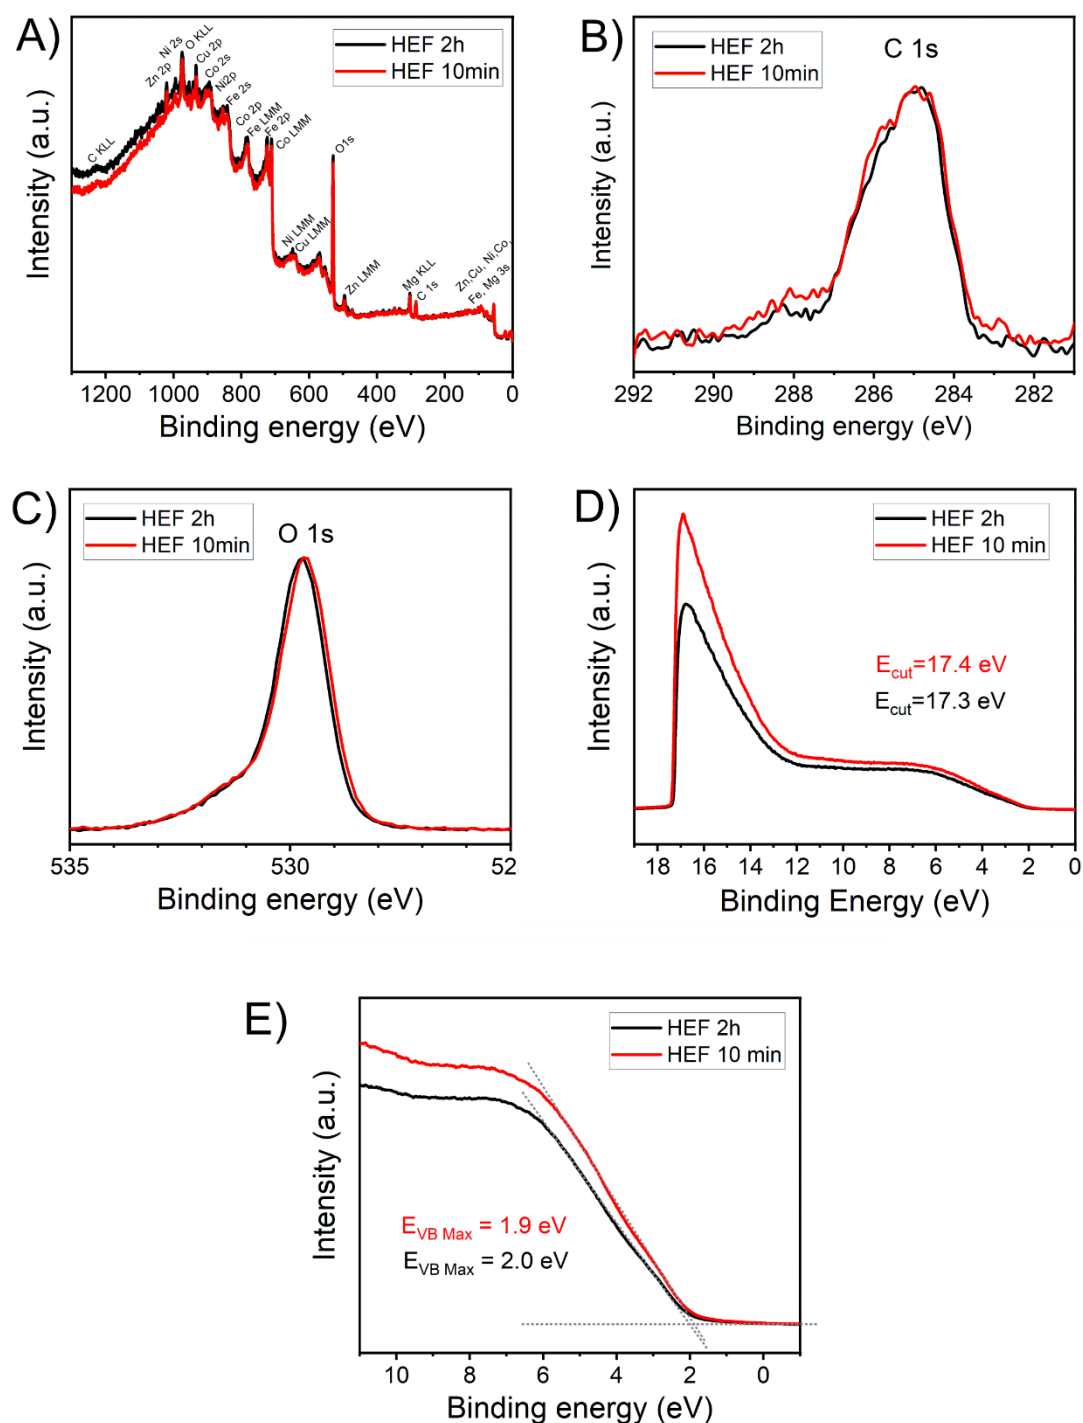 A)
HEF 2h
HEF 10min
C KLL
Zn 2p
Ni 2s
O KLL
Cu 2p
Co 2s
Ni2p
Fe 2s
Co 2p
Fe LMM
Fe 2p
Co LMM
O1s
Ni LMM
Cu LMM
Zn LMM
Mg KLL
C 1s
Zn,Cu, Ni,Co,
Fe, Mg 3s
Intensity (a.u.)
1200 1000 800 600 400 200 0
Binding energy (eV)
B)
HEF 2h
HEF 10min
C 1s
Intensity (a.u.)
292 290 288 286 284 282
Binding energy (eV)
C)
HEF 2h
HEF 10min
O 1s
Intensity (a.u.)
535 530 52
Binding energy (eV)
D)
HEF 2h
HEF 10 min
E_cut=17.4 eV
E_cut=17.3 eV
Intensity (a.u.)
18 16 14 12 10 8 6 4 2 0
Binding Energy (eV)
E)
HEF 2h
HEF 10 min
E_VB Max = 1.9 eV
E_VB Max = 2.0 eV
Intensity (a.u.)
10 8 6 4 2 0
Binding energy (eV)